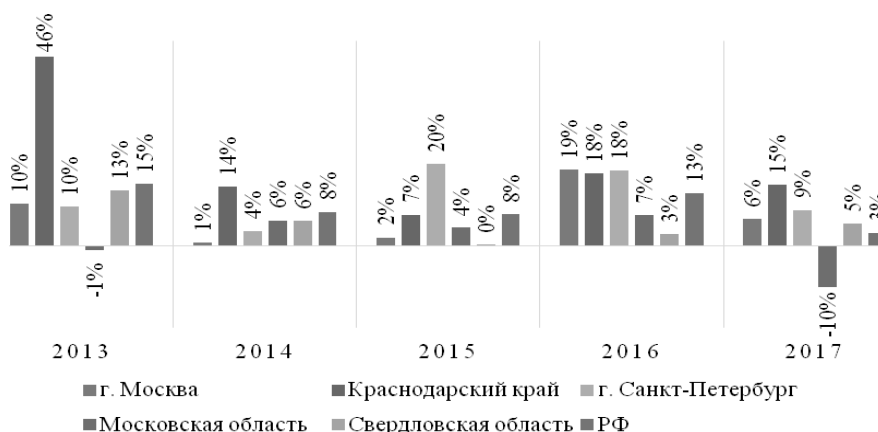 10% 46% 10% -1% 13% 15%
1% 14% 4% 6% 6% 8%
2% 7% 20% 4% 0% 8%
19% 18% 18% 7% 3% 13%
6% 15% 9% -10% 5% 3%
2013 2014 2015 2016 2017
г. Москва Краснодарский край г. Санкт-Петербург
Московская область Свердловская область РФ